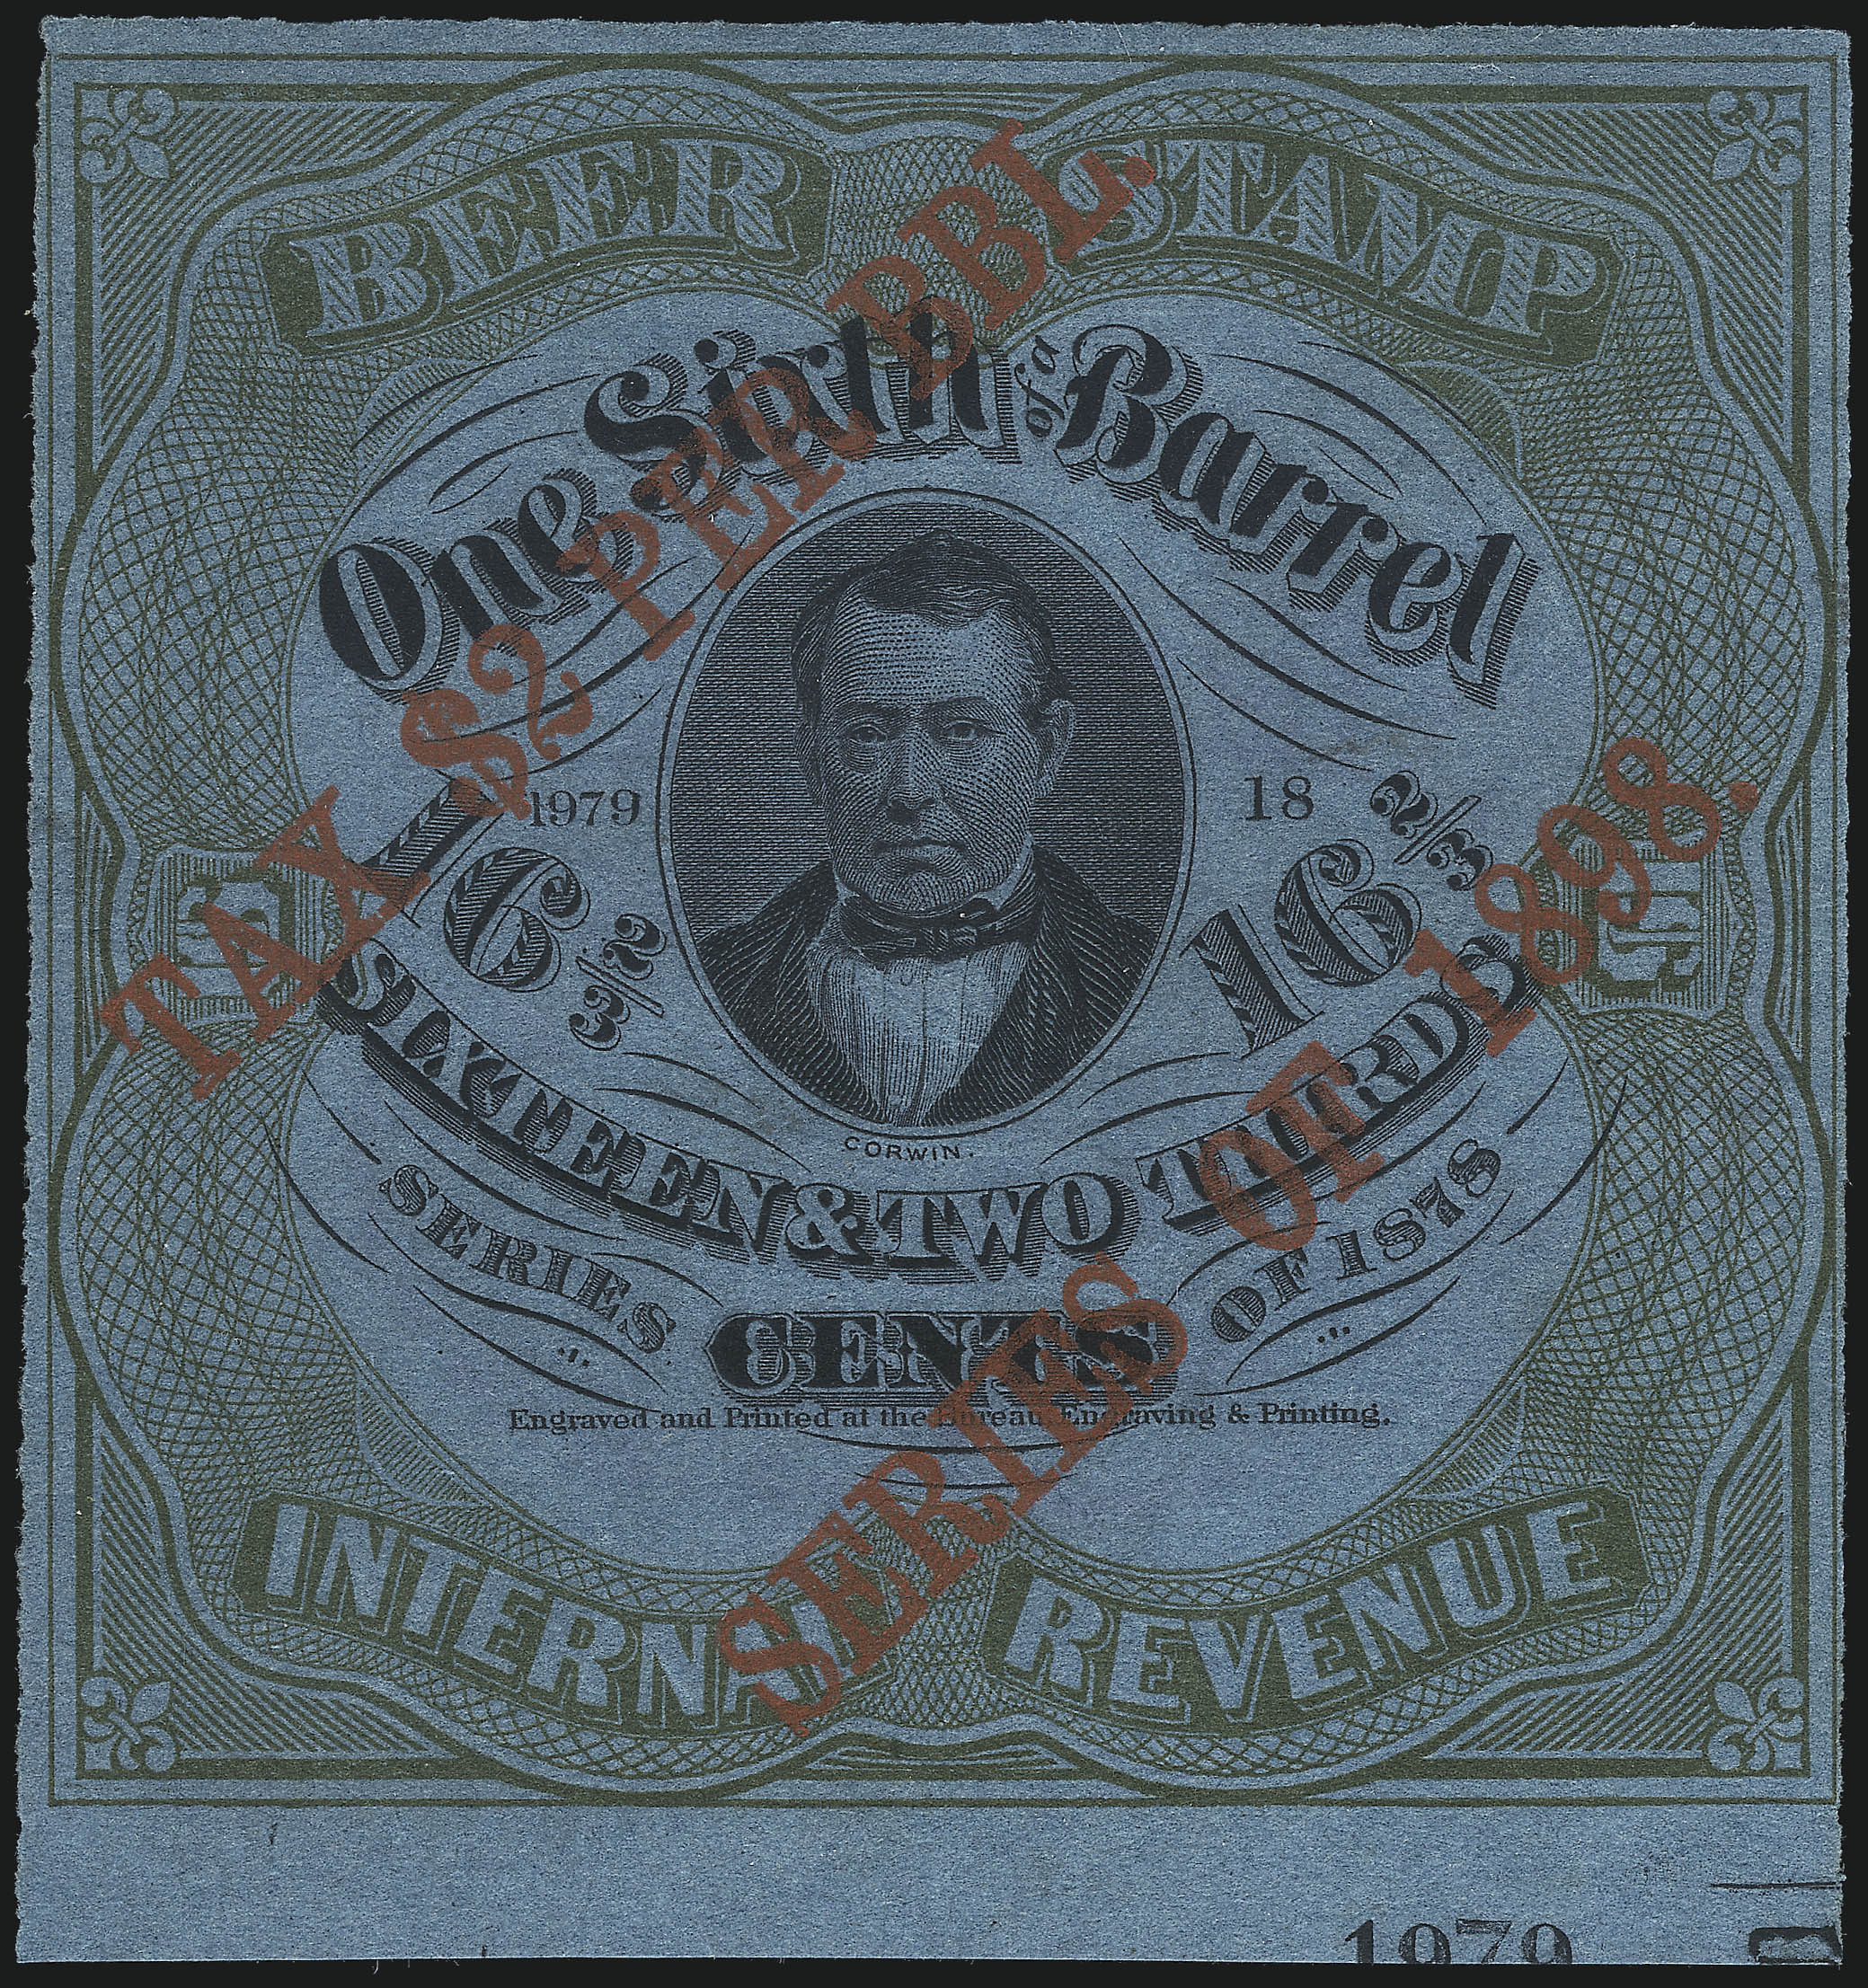 BEER STAMP
One Sixth of a Barrel
TAX $2 PER BBL.
1979
18
16 2/3
16 2/3
US
US
CORWIN.
SIXTEEN & TWO THIRDS
CENTS
SERIES OF 1878
SERIES OF 1898.
Engraved and Printed at the Bureau Engraving & Printing.
INTERNAL REVENUE
1979